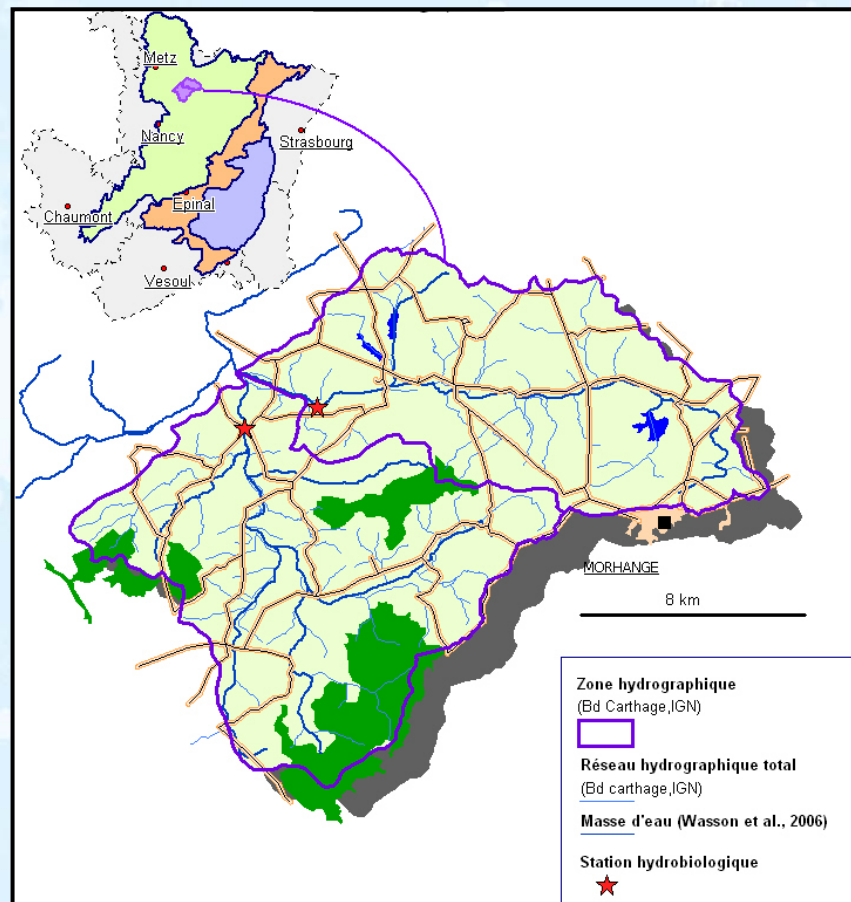 Metz
Nancy
Strasbourg
Epinal
Chaumont
Vesoul
MORHANGE
8 km
Zone hydrographique
(Bd Carthage,IGN)
Réseau hydrographique total
(Bd carthage,IGN)
Masse d'eau (Wasson et al., 2006)
Station hydrobiologique